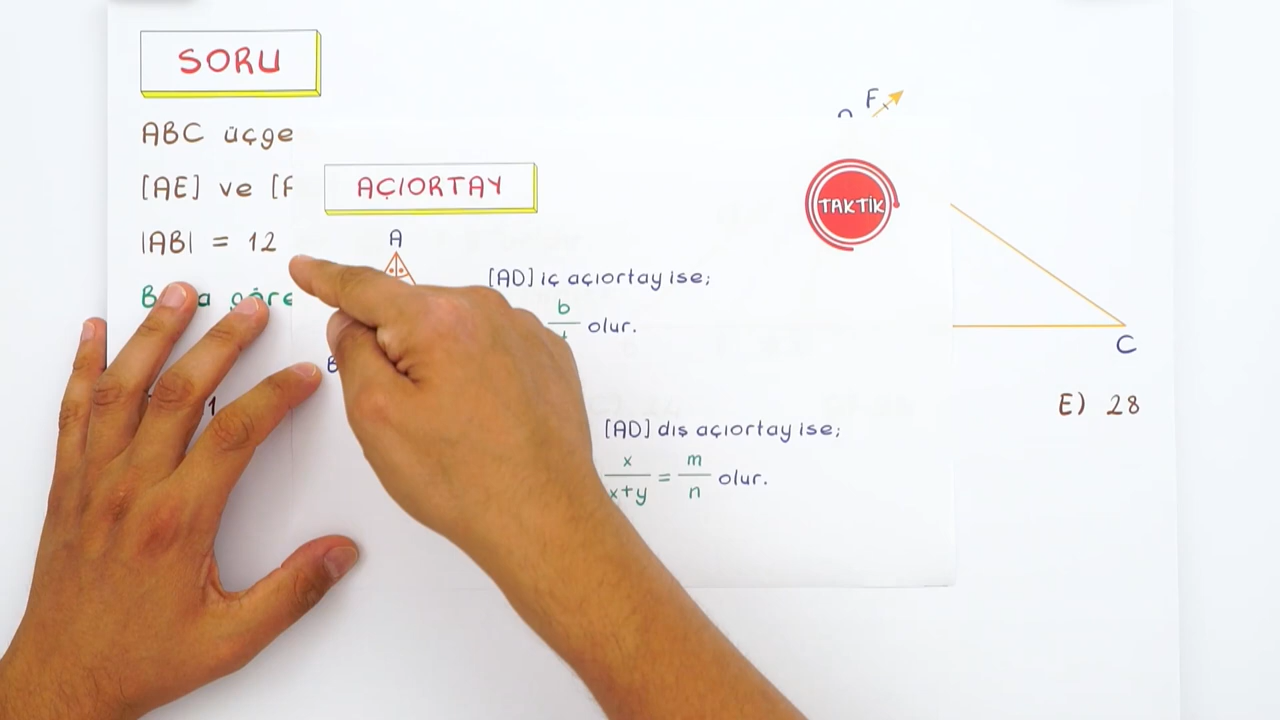 SORU
F
ABC üçge
[AE] ve [F
|AB| = 12
göre
AÇIORTAY
TAKTİK
A
[AD] iç açıortay ise;
b
olur.
B
C
E) 28
[AD] dış açıortay ise;
x/x+y = m/n olur.